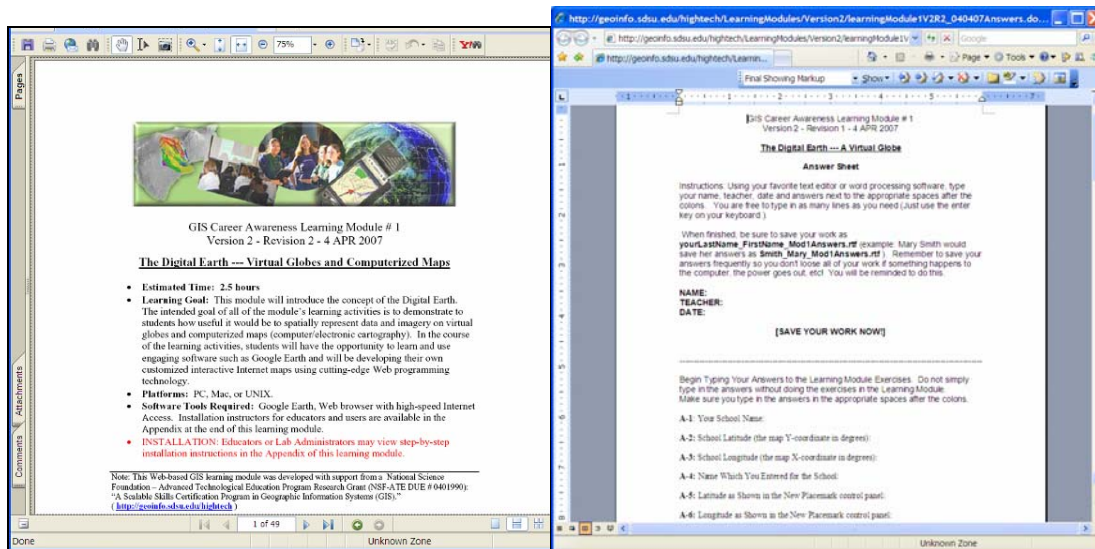 75%
Pages
Attachments
Comments
GIS Career Awareness Learning Module # 1
Version 2 - Revision 2 - 4 APR 2007
The Digital Earth --- Virtual Globes and Computerized Maps
• Estimated Time: 2.5 hours
• Learning Goal: This module will introduce the concept of the Digital Earth.
The intended goal of all of the module's learning activities is to demonstrate to
students how useful it would be to spatially represent data and imagery on virtual
globes and computerized maps (computer/electronic cartography). In the course
of the learning activities, students will have the opportunity to learn and use
engaging software such as Google Earth and will be developing their own
customized interactive Internet maps using cutting-edge Web programming
technology.
• Platforms: PC, Mac, or UNIX.
• Software Tools Required: Google Earth, Web browser with high-speed Internet
Access. Installation instructors for educators and users are available in the
Appendix at the end of this learning module.
• INSTALLATION: Educators or Lab Administrators may view step-by-step
installation instructions in the Appendix of this learning module.
Note: This Web-based GIS learning module was developed with support from a National Science
Foundation – Advanced Technological Education Program Research Grant (NSF-ATE DUE # 0401990):
"A Scalable Skills Certification Program in Geographic Information Systems (GIS)."
( http://geoinfo.sdsu.edu/hightech )
1 of 49
Done
Unknown Zone
http://geoinfo.sdsu.edu/hightech/LearningModules/Version2/learningModule1V2R2_040407Answers.do...
http://geoinfo.sdsu.edu/hightech/LearningModules/Version2/learningModule1V
Google
http://geoinfo.sdsu.edu/hightech/Learnin...
Page
Tools
Final Showing Markup
Show
GIS Career Awareness Learning Module # 1
Version 2 - Revision 1 - 4 APR 2007
The Digital Earth --- A Virtual Globe
Answer Sheet
Instructions: Using your favorite text editor or word processing software, type
your name, teacher, date and answers next to the appropriate spaces after the
colons. You are free to type in as many lines as you need (Just use the enter
key on your keyboard.)
When finished, be sure to save your work as
yourLastName_FirstName_Mod1Answers.rtf (example: Mary Smith would
save her answers as Smith_Mary_Mod1Answers.rtf ) Remember to save your
answers frequently so you don't loose all of your work if something happens to
the computer, the power goes out, etc! You will be reminded to do this.
NAME:
TEACHER:
DATE:
[SAVE YOUR WORK NOW!]
Begin Typing Your Answers to the Learning Module Exercises. Do not simply
type in the answers without doing the exercises in the Learning Module.
Make sure you type in the answers in the appropriate spaces after the colons.
A-1: Your School Name:
A-2: School Latitude (the map Y-coordinate in degrees):
A-3: School Longitude (the map X-coordinate in degrees):
A-4: Name Which You Entered for the School:
A-5: Latitude as Shown in the New Placemark control panel:
A-6: Longitude as Shown in the New Placemark control panel:
Unknown Zone